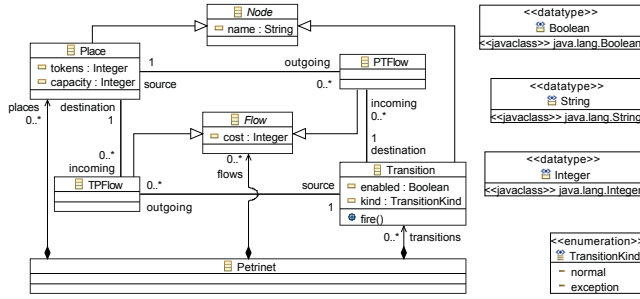 Node
name : String
Place
tokens : Integer
capacity : Integer
1
source
outgoing
0..*
PTFlow
places
0..*
destination
1
incoming
0..*
1
destination
Flow
cost : Integer
0..*
incoming
0..*
TPFlow
0..*
outgoing
flows
source
1
Transition
enabled : Boolean
kind : TransitionKind
fire()
0..*
transitions
Petrinet
<<datatype>>
Boolean
<<javaclass>> java.lang.Boolean
<<datatype>>
String
<<javaclass>> java.lang.String
<<datatype>>
Integer
<<javaclass>> java.lang.Integer
<<enumeration>>
TransitionKind
normal
exception